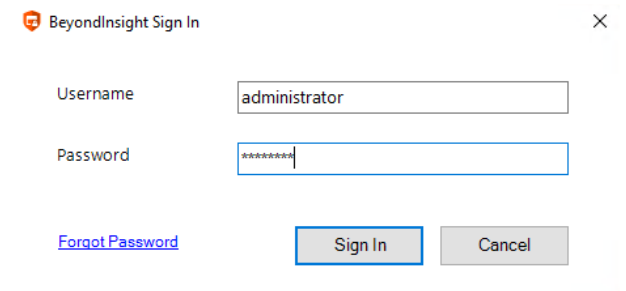 BeyondInsight Sign In
Username
administrator
Password
********
Forgot Password
Sign In
Cancel